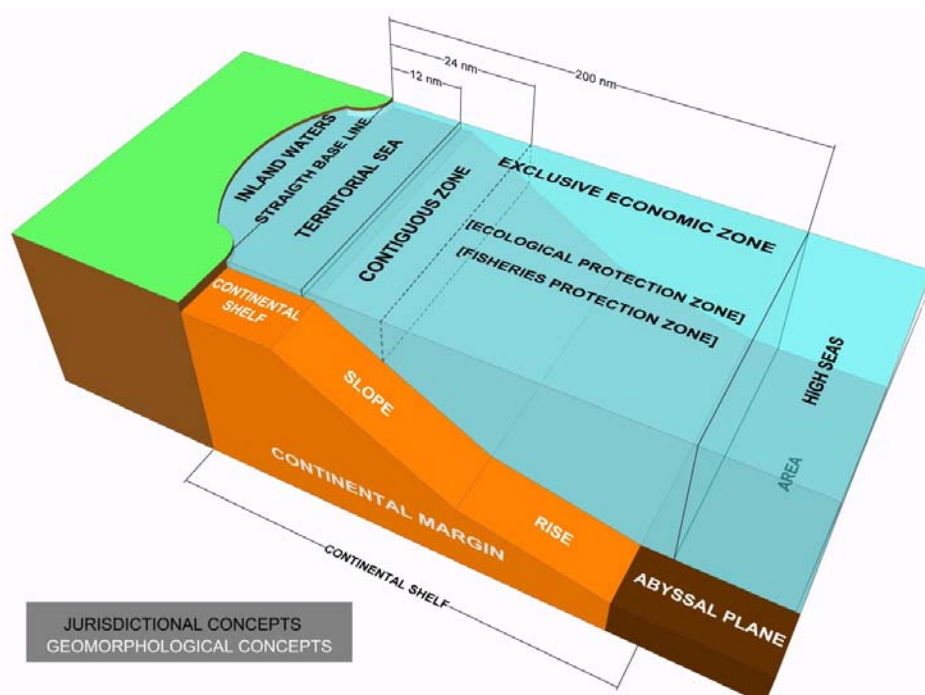 200 nm
24 nm
12 nm
INLAND WATERS
STRAIGTH BASE LINE
TERRITORIAL SEA
CONTIGUOUS ZONE
EXCLUSIVE ECONOMIC ZONE
[ECOLOGICAL PROTECTION ZONE]
[FISHERIES PROTECTION ZONE]
HIGH SEAS
AREA
CONTINENTAL
SHELF
SLOPE
RISE
CONTINENTAL MARGIN
ABYSSAL PLANE
CONTINENTAL SHELF
JURISDICTIONAL CONCEPTS
GEOMORPHOLOGICAL CONCEPTS